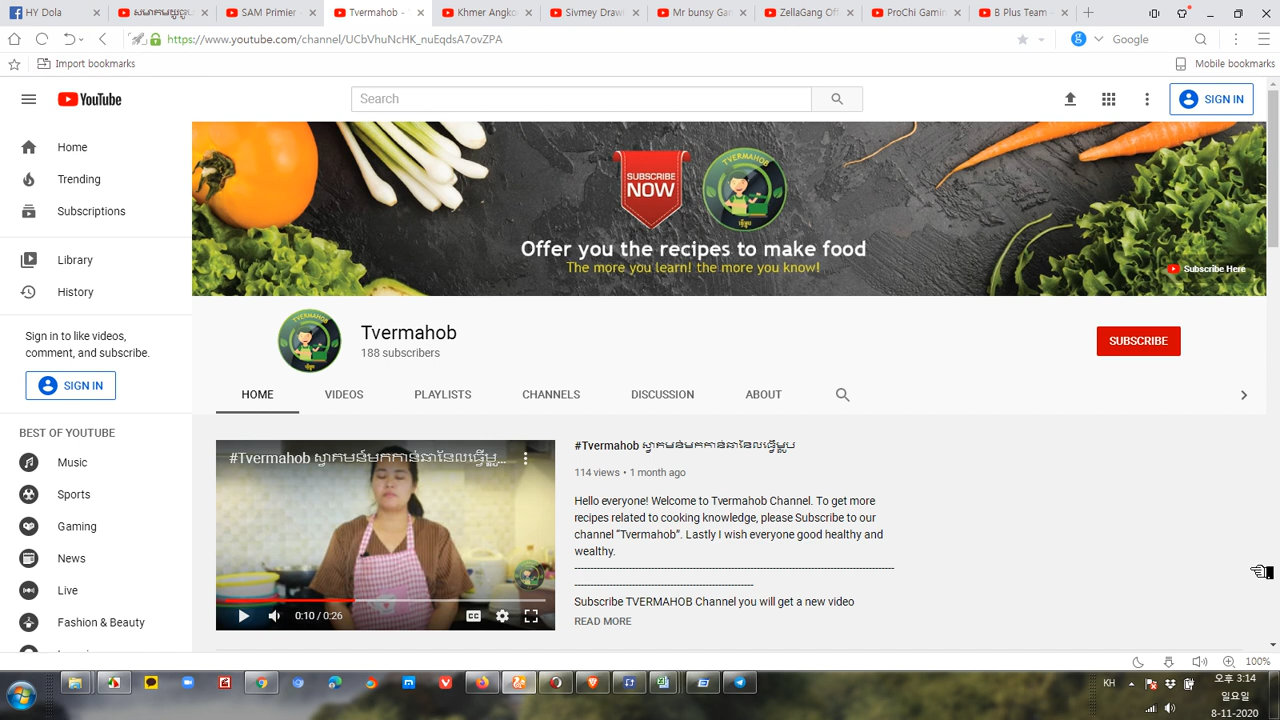 HY Dola
SAM Primier -
Tvermahob - Y
Khmer Angko
Sivmey Drawi
Mr bunsy Gar
ZellaGang Off
ProChi Gamin
B Plus Team -
https://www.youtube.com/channel/UCbVhuNcHK_nuEqdsA7ovZPA
Google
Import bookmarks
Mobile bookmarks
YouTube
Search
SIGN IN
Home
Trending
Subscriptions
Library
History
Sign in to like videos,
comment, and subscribe.
SIGN IN
BEST OF YOUTUBE
Music
Sports
Gaming
News
Live
Fashion & Beauty
SUBSCRIBE
NOW
TVERMAHOB
Offer you the recipes to make food
The more you learn! the more you know!
Subscribe Here
TVERMAHOB
Tvermahob
188 subscribers
SUBSCRIBE
HOME
VIDEOS
PLAYLISTS
CHANNELS
DISCUSSION
ABOUT
#Tvermahob
0:10 / 0:26
CC
#Tvermahob
114 views • 1 month ago
Hello everyone! Welcome to Tvermahob Channel. To get more
recipes related to cooking knowledge, please Subscribe to our
channel “Tvermahob”. Lastly I wish everyone good healthy and
wealthy.
Subscribe TVERMAHOB Channel you will get a new video
READ MORE
100%
KH
오후 3:14
일요일
8-11-2020